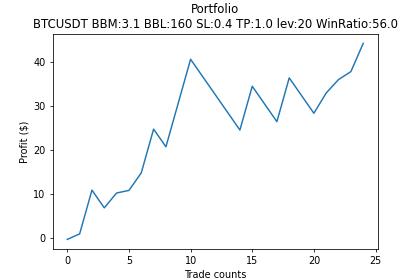 Portfolio
BTCUSDT BBM:3.1 BBL:160 SL:0.4 TP:1.0 lev:20 WinRatio:56.0
40
30
20
10
0
Profit ($)
0 5 10 15 20 25
Trade counts